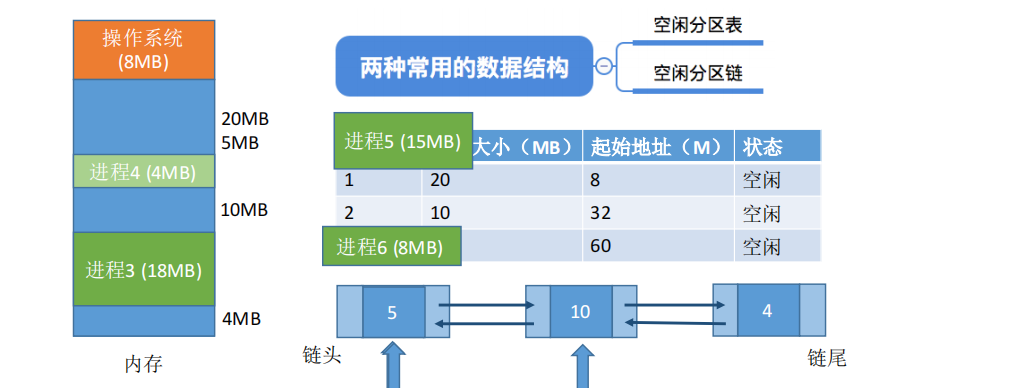 操作系统
(8MB)
20MB
5MB
进程4 (4MB)
10MB
进程3 (18MB)
4MB
内存
两种常用的数据结构
空闲分区表
空闲分区链
进程5 (15MB)
大小（MB） 起始地址（M） 状态
1 20 8 空闲
2 10 32 空闲
进程6 (8MB) 60 空闲
5 10 4
链头 链尾